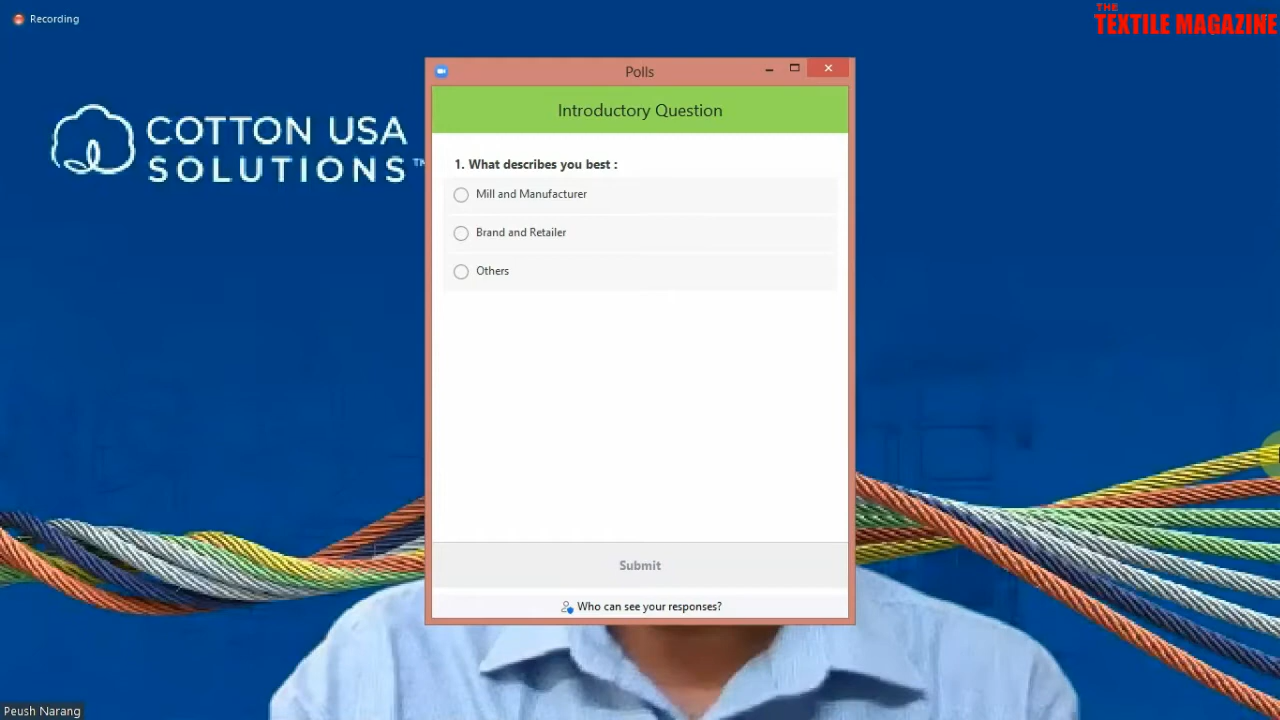 Recording
THE
TEXTILE MAGAZINE
COTTON USA
SOLUTIONS™
Polls
Introductory Question
1. What describes you best :
Mill and Manufacturer
Brand and Retailer
Others
Submit
Who can see your responses?
Peush Narang